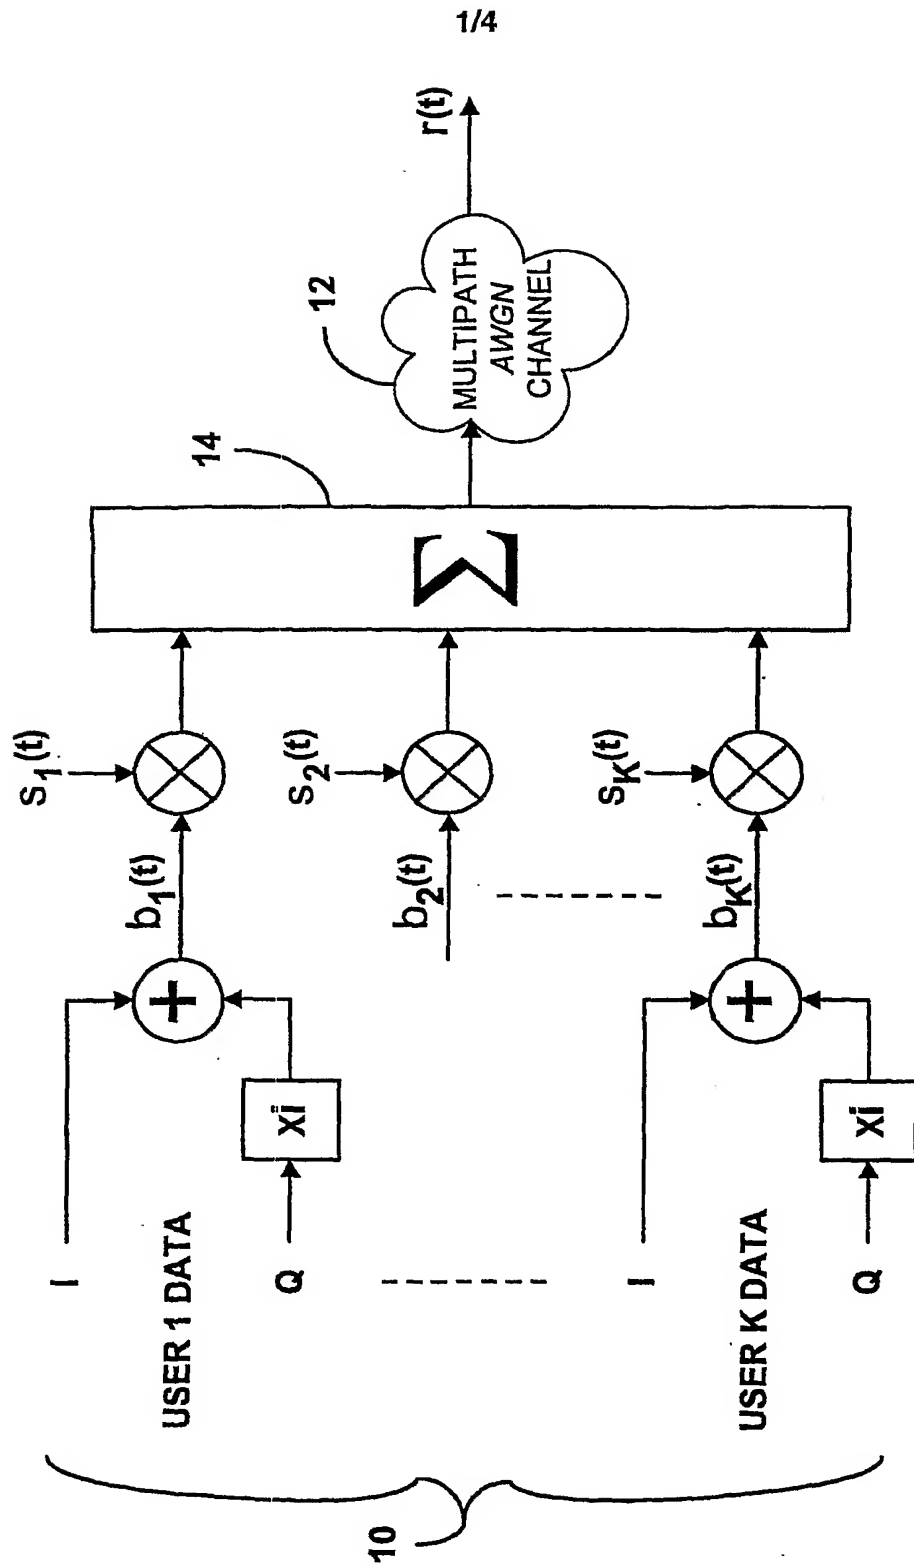 1/4
10
I
USER 1 DATA
Q
Xi
+
b1(t)
s1(t)
b2(t)
s2(t)
I
USER K DATA
Q
Xi
+
bK(t)
sK(t)
Σ
14
12
MULTIPATH
AWGN
CHANNEL
r(t)